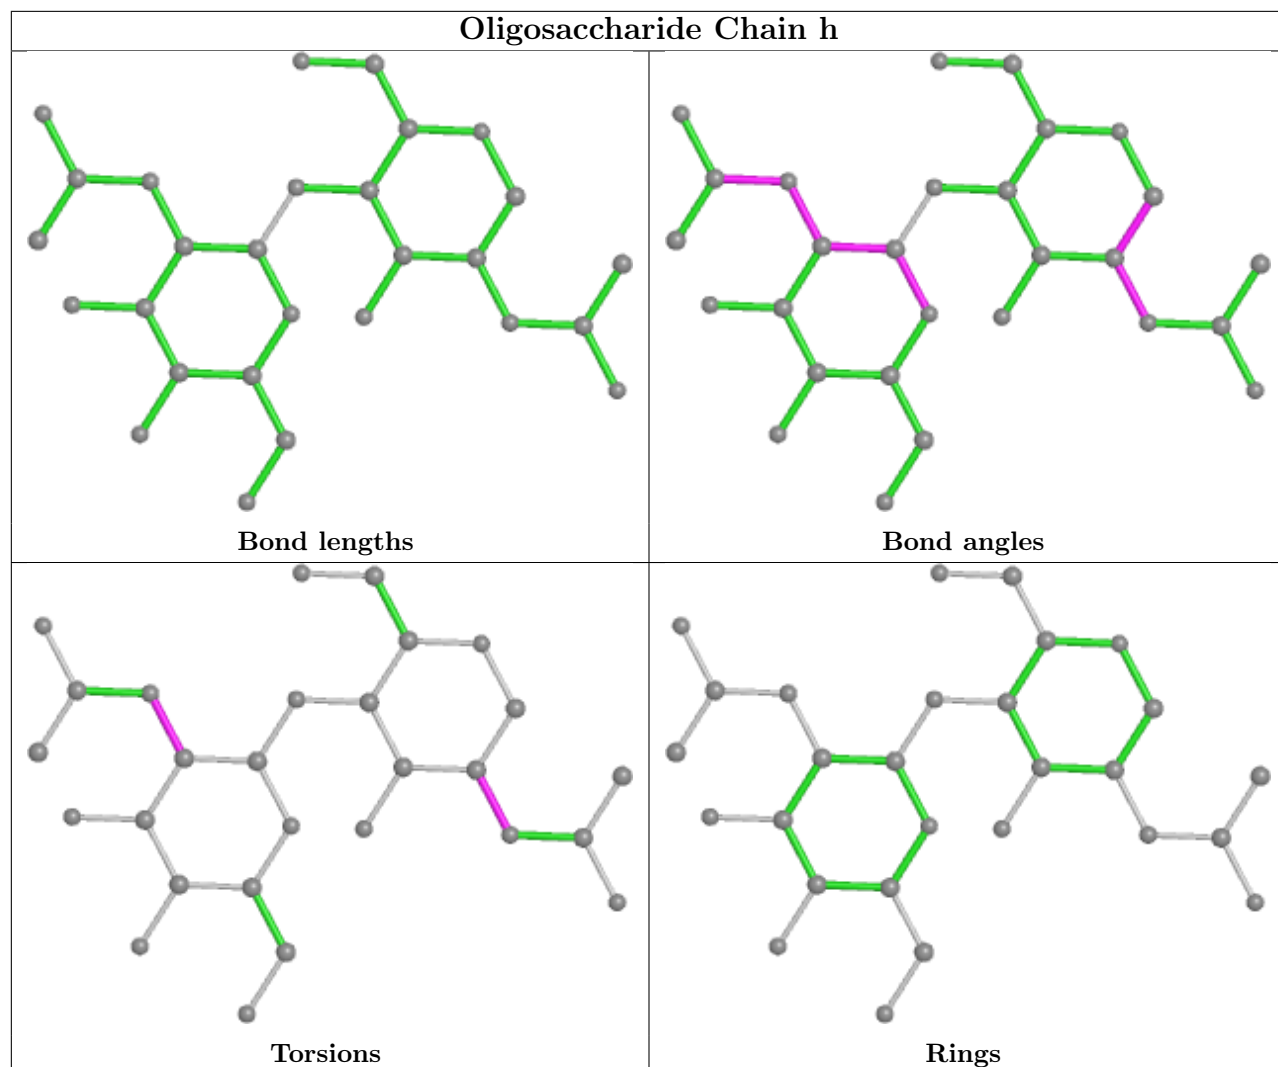 Oligosaccharide Chain h
Bond lengths
Bond angles
Torsions
Rings